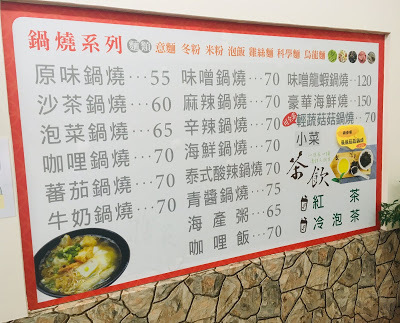 鍋燒系列 麵類 意麵 冬粉 米粉 泡飯 雞絲麵 科學麵 烏龍麵
原味鍋燒…55
沙茶鍋燒…60
泡菜鍋燒…65
咖哩鍋燒…70
蕃茄鍋燒…70
牛奶鍋燒…70
味噌鍋燒…70
麻辣鍋燒…70
辛辣鍋燒…70
海鮮鍋燒…70
泰式酸辣鍋燒70
青醬鍋燒…75
海產粥…65
咖哩飯…70
味噌龍蝦鍋燒…120
豪華海鮮燒…150
輕蔬菇菇鍋燒…70
小菜
茶飲
紅茶
冷泡茶